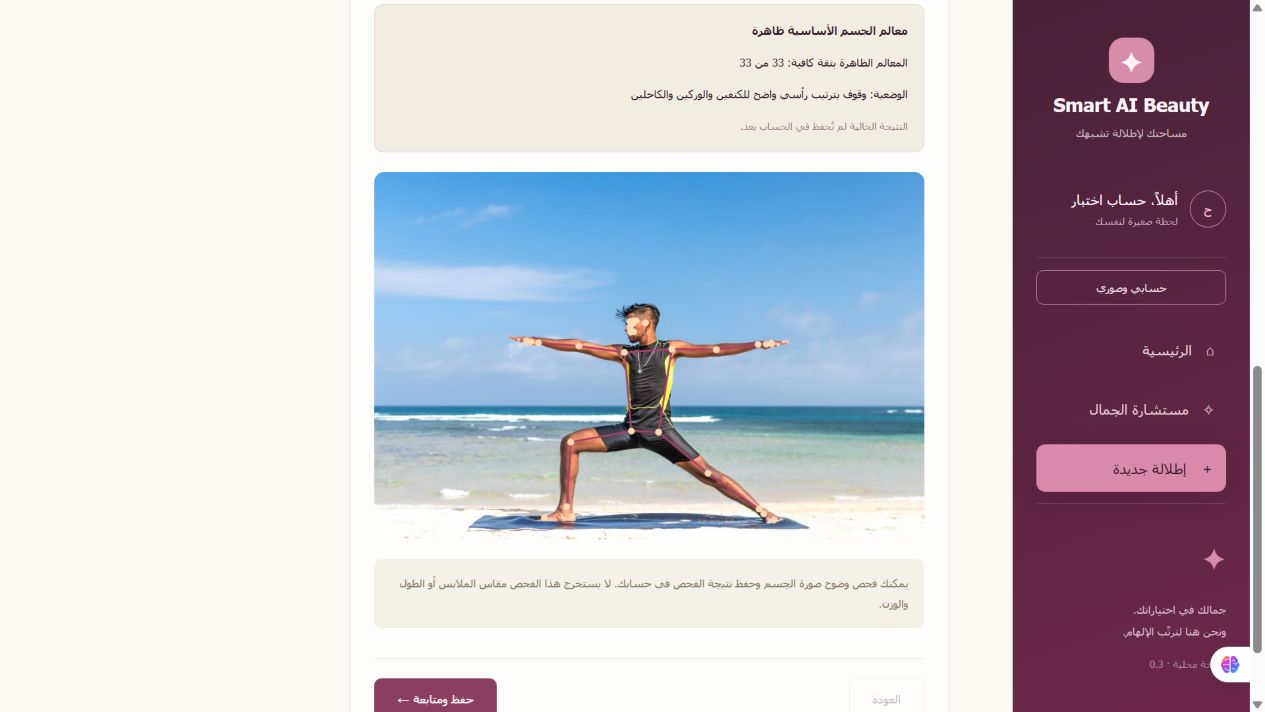 Smart AI Beauty
مساحتك لإطلالة تشبهك
ح
أهلاً، حساب اختبار
لحظة صغيرة لنفسك
حسابي وصوري
الرئيسية
مستشارة الجمال
+ إطلالة جديدة
جمالك في اختياراتك.
ونحن هنا لنرتّب الإلهام.
محلية · 0.3
معالم الجسم الأساسية ظاهرة
المعالم الظاهرة بثقة كافية: 33 من 33
الوضعية: وقوف بترتيب رأسي واضح للكتفين والوركين والكاحلين
النتيجة الحالية لم تُحفظ في الحساب بعد.
يمكنك فحص وضوح صورة الجسم وحفظ نتيجة الفحص في حسابك. لا يستخرج هذا الفحص مقاس الملابس أو الطول
والوزن.
العودة
حفظ ومتابعة ←